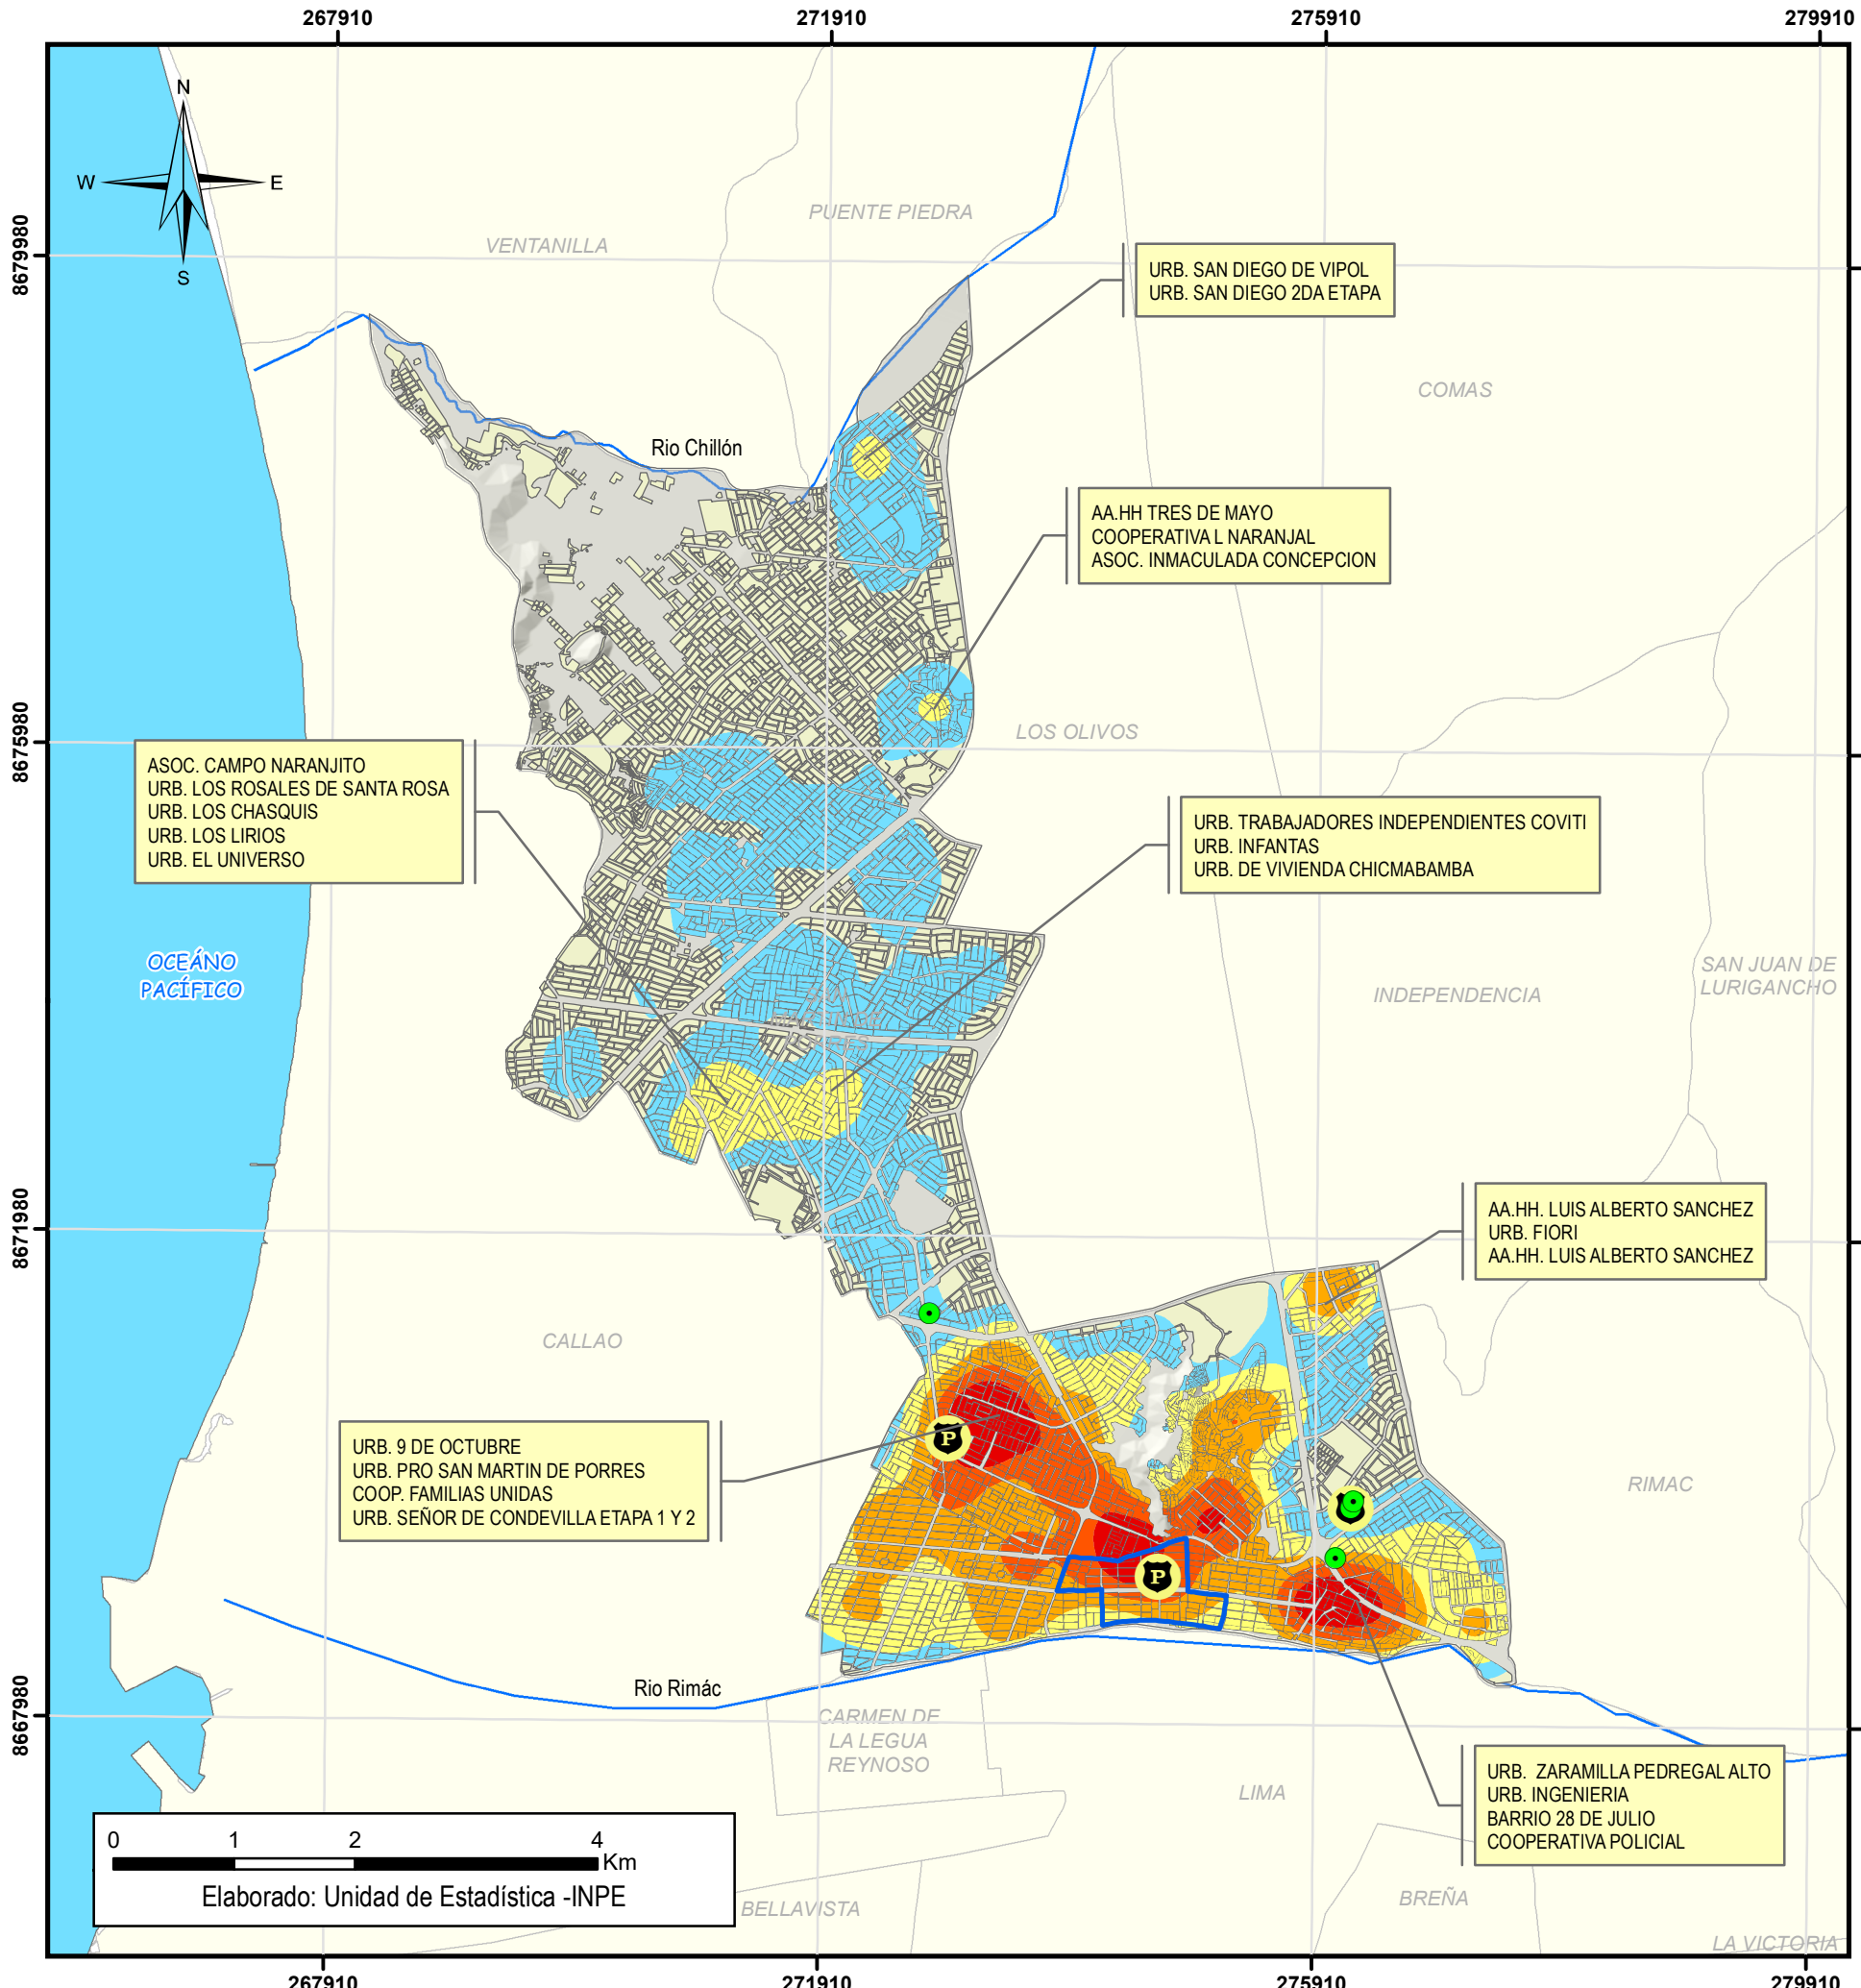 267910
271910
275910
279910
N
W
E
S
8679980
PUENTE PIEDRA
VENTANILLA
URB. SAN DIEGO DE VIPOL
URB. SAN DIEGO 2DA ETAPA
COMAS
Rio Chillón
AA.HH TRES DE MAYO
COOPERATIVA L NARANJAL
ASOC. INMACULADA CONCEPCION
LOS OLIVOS
8675980
ASOC. CAMPO NARANJITO
URB. LOS ROSALES DE SANTA ROSA
URB. LOS CHASQUIS
URB. LOS LIRIOS
URB. EL UNIVERSO
URB. TRABAJADORES INDEPENDIENTES COVITI
URB. INFANTAS
URB. DE VIVIENDA CHICMABAMBA
OCEÁNO
PACÍFICO
SAN JUAN DE
LURIGANCHO
INDEPENDENCIA
SAN
MARTIN DE
PORRES
8671980
AA.HH. LUIS ALBERTO SANCHEZ
URB. FIORI
AA.HH. LUIS ALBERTO SANCHEZ
CALLAO
URB. 9 DE OCTUBRE
URB. PRO SAN MARTIN DE PORRES
COOP. FAMILIAS UNIDAS
URB. SEÑOR DE CONDEVILLA ETAPA 1 Y 2
P
RIMAC
P
Rio Rimác
8667980
CARMEN DE
LA LEGUA
REYNOSO
LIMA
URB. ZARAMILLA PEDREGAL ALTO
URB. INGENIERIA
BARRIO 28 DE JULIO
COOPERATIVA POLICIAL
0 1 2 4
Km
Elaborado: Unidad de Estadística -INPE
BELLAVISTA
BREÑA
LA VICTORIA
267910
271910
275910
279910